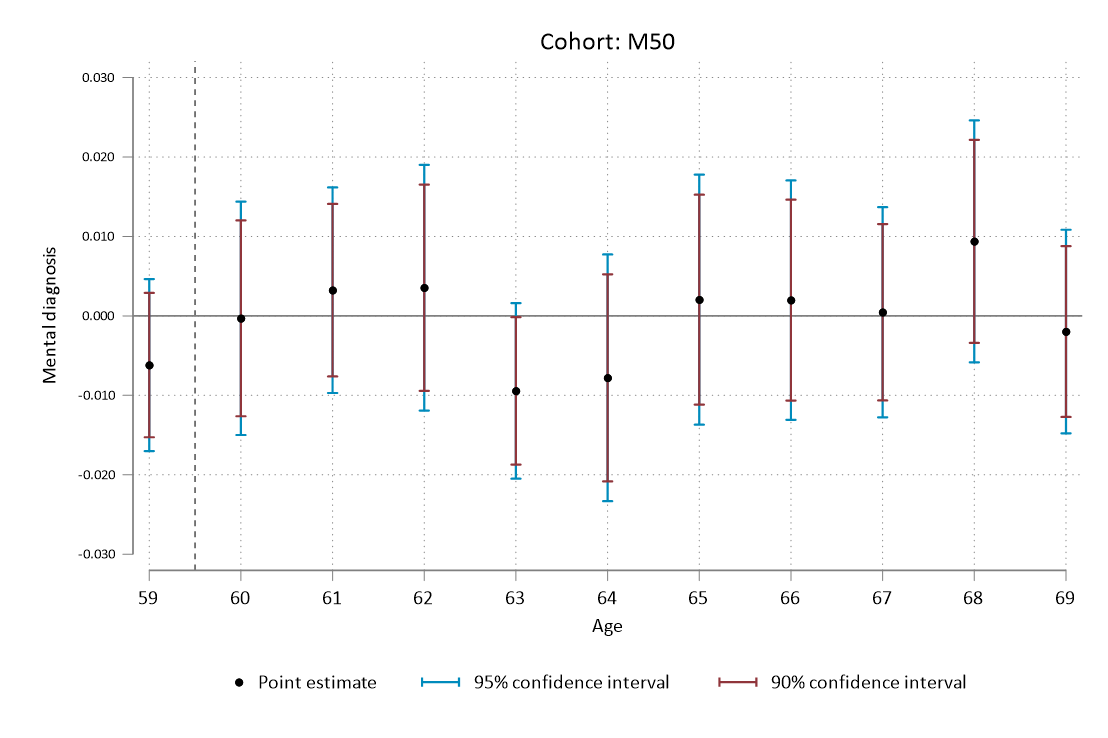 Cohort: M50
Mental diagnosis
0.030
0.020
0.010
0.000
-0.010
-0.020
-0.030
59 60 61 62 63 64 65 66 67 68 69
Age
Point estimate 95% confidence interval 90% confidence interval